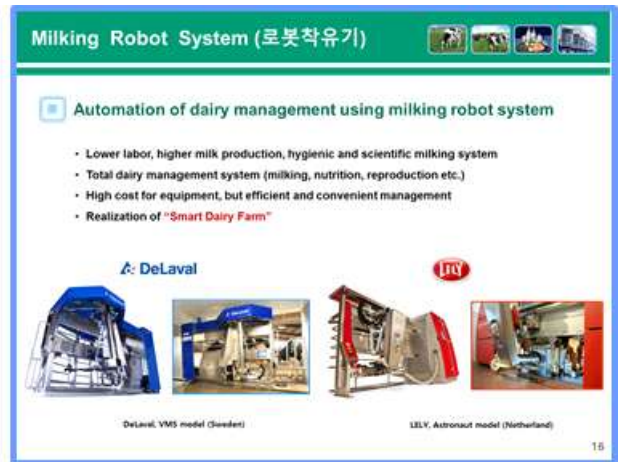 Milking Robot System (로봇착유기)
Automation of dairy management using milking robot system
• Lower labor, higher milk production, hygienic and scientific milking system
• Total dairy management system (milking, nutrition, reproduction etc.)
• High cost for equipment, but efficient and convenient management
• Realization of “Smart Dairy Farm”
DeLaval
LELY
DeLaval, VMS model (Sweden)
LELY, Astronaut model (Netherland)
16